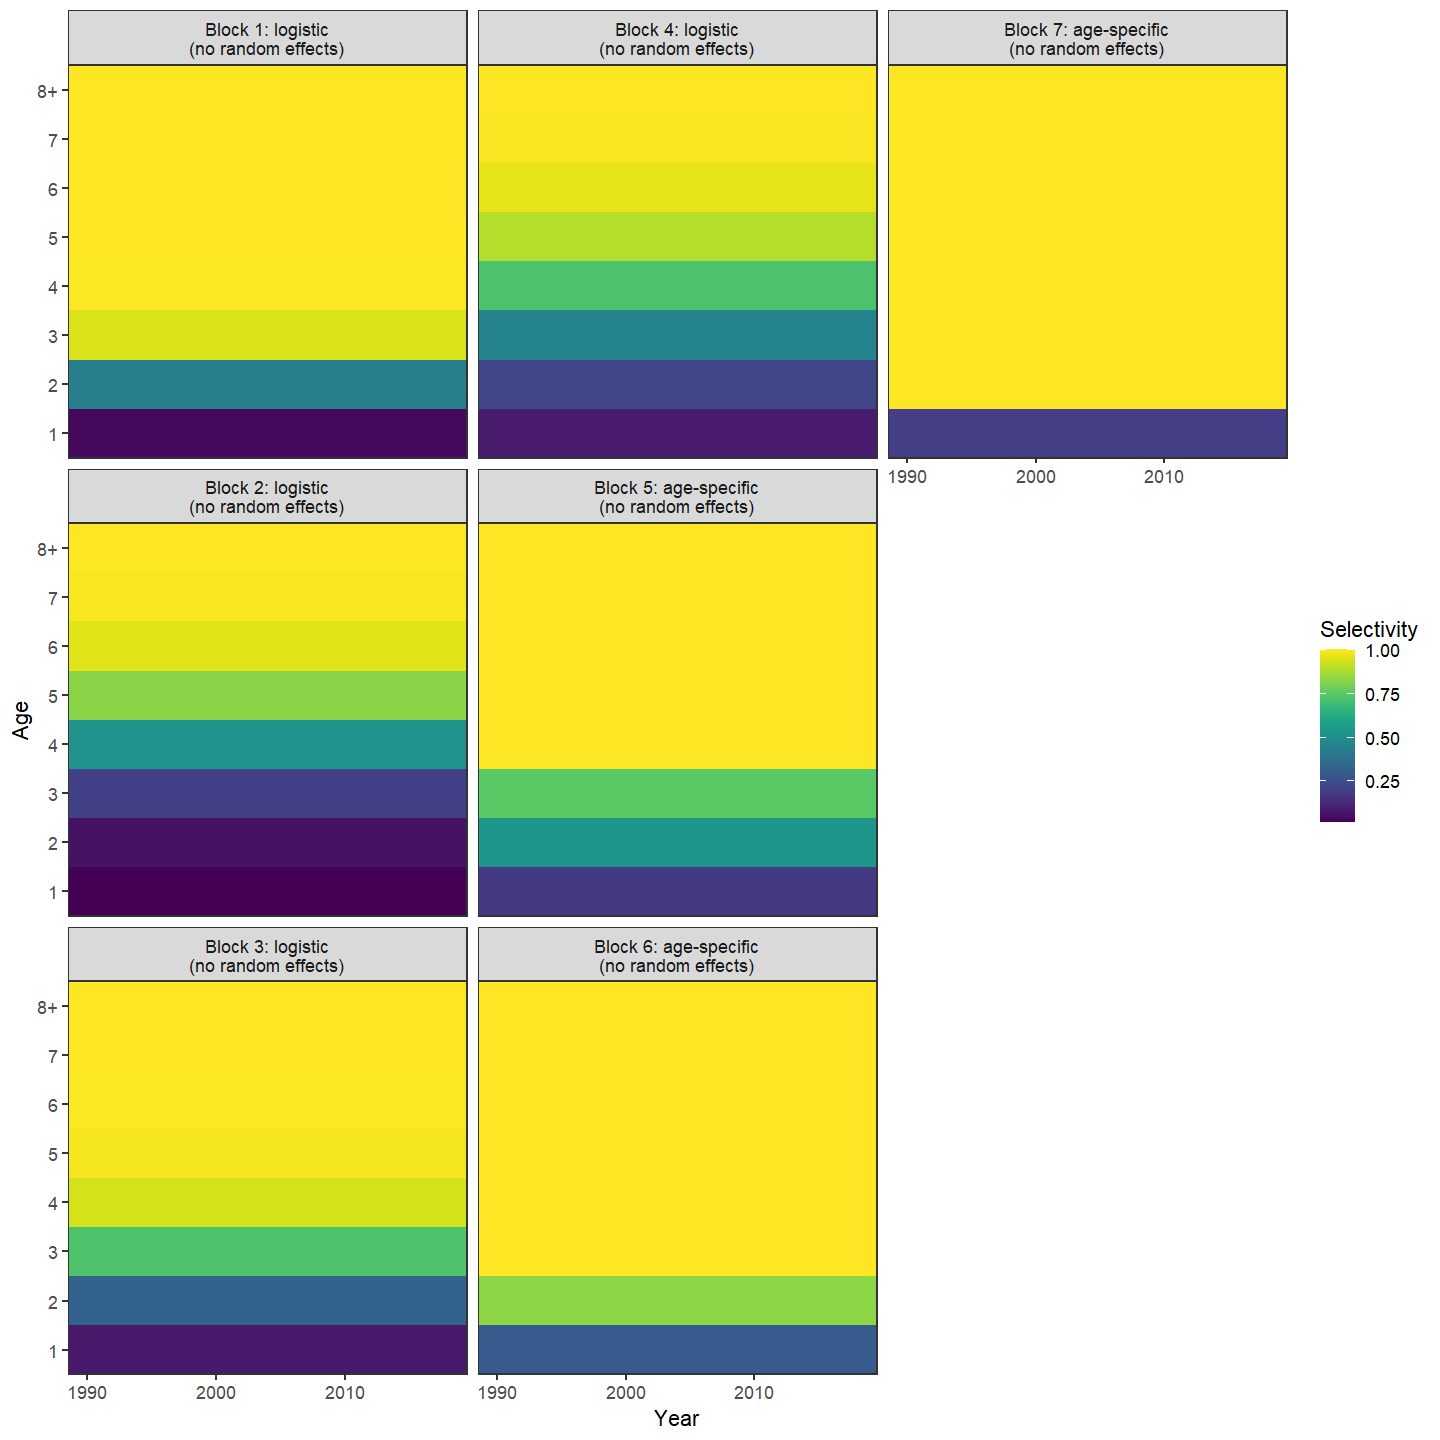 Block 1: logistic
(no random effects)
Block 4: logistic
(no random effects)
Block 7: age-specific
(no random effects)
8+
7
6
5
4
3
2
1
1990
2000
2010
Block 2: logistic
(no random effects)
Block 5: age-specific
(no random effects)
8+
7
6
5
4
3
2
1
Age
Selectivity
1.00
0.75
0.50
0.25
Block 3: logistic
(no random effects)
Block 6: age-specific
(no random effects)
8+
7
6
5
4
3
2
1
1990
2000
2010
1990
2000
2010
Year